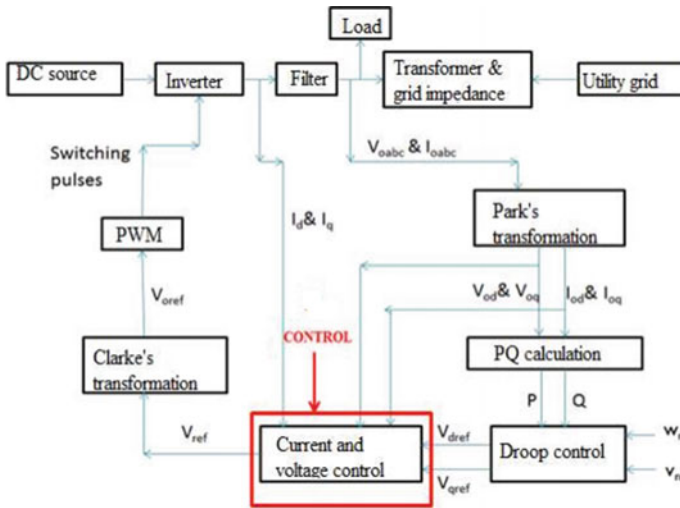 Load
DC source
Inverter
Filter
Transformer &
grid impedance
Utility grid
Switching
pulses
Voabc & Ioabc
PWM
Id& Iq
Park's
transformation
Voref
Vod& Voq
Iod& Ioq
CONTROL
Clarke's
transformation
PQ calculation
P
Q
Vref
Current and
voltage control
Vdref
Vqref
Droop control